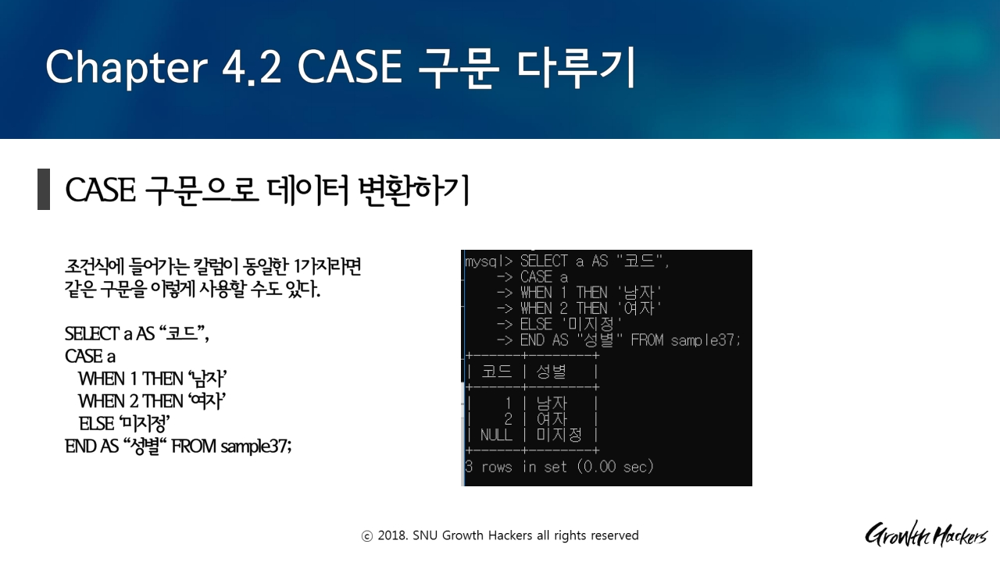 Chapter 4.2 CASE 구문 다루기
CASE 구문으로 데이터 변환하기
조건식에 들어가는 칼럼이 동일한 1가지라면
같은 구문을 이렇게 사용할 수도 있다.
SELECT a AS “코드”,
CASE a
WHEN 1 THEN ‘남자’
WHEN 2 THEN ‘여자’
ELSE ‘미지정’
END AS “성별“ FROM sample37;
mysql> SELECT a AS "코드",
-> CASE a
-> WHEN 1 THEN '남자'
-> WHEN 2 THEN '여자'
-> ELSE '미지정'
-> END AS "성별" FROM sample37;
+------+--------+
| 코드 | 성별 |
+------+--------+
| 1 | 남자 |
| 2 | 여자 |
| NULL | 미지정 |
+------+--------+
3 rows in set (0.00 sec)
ⓒ 2018. SNU Growth Hackers all rights reserved
Growth Hackers